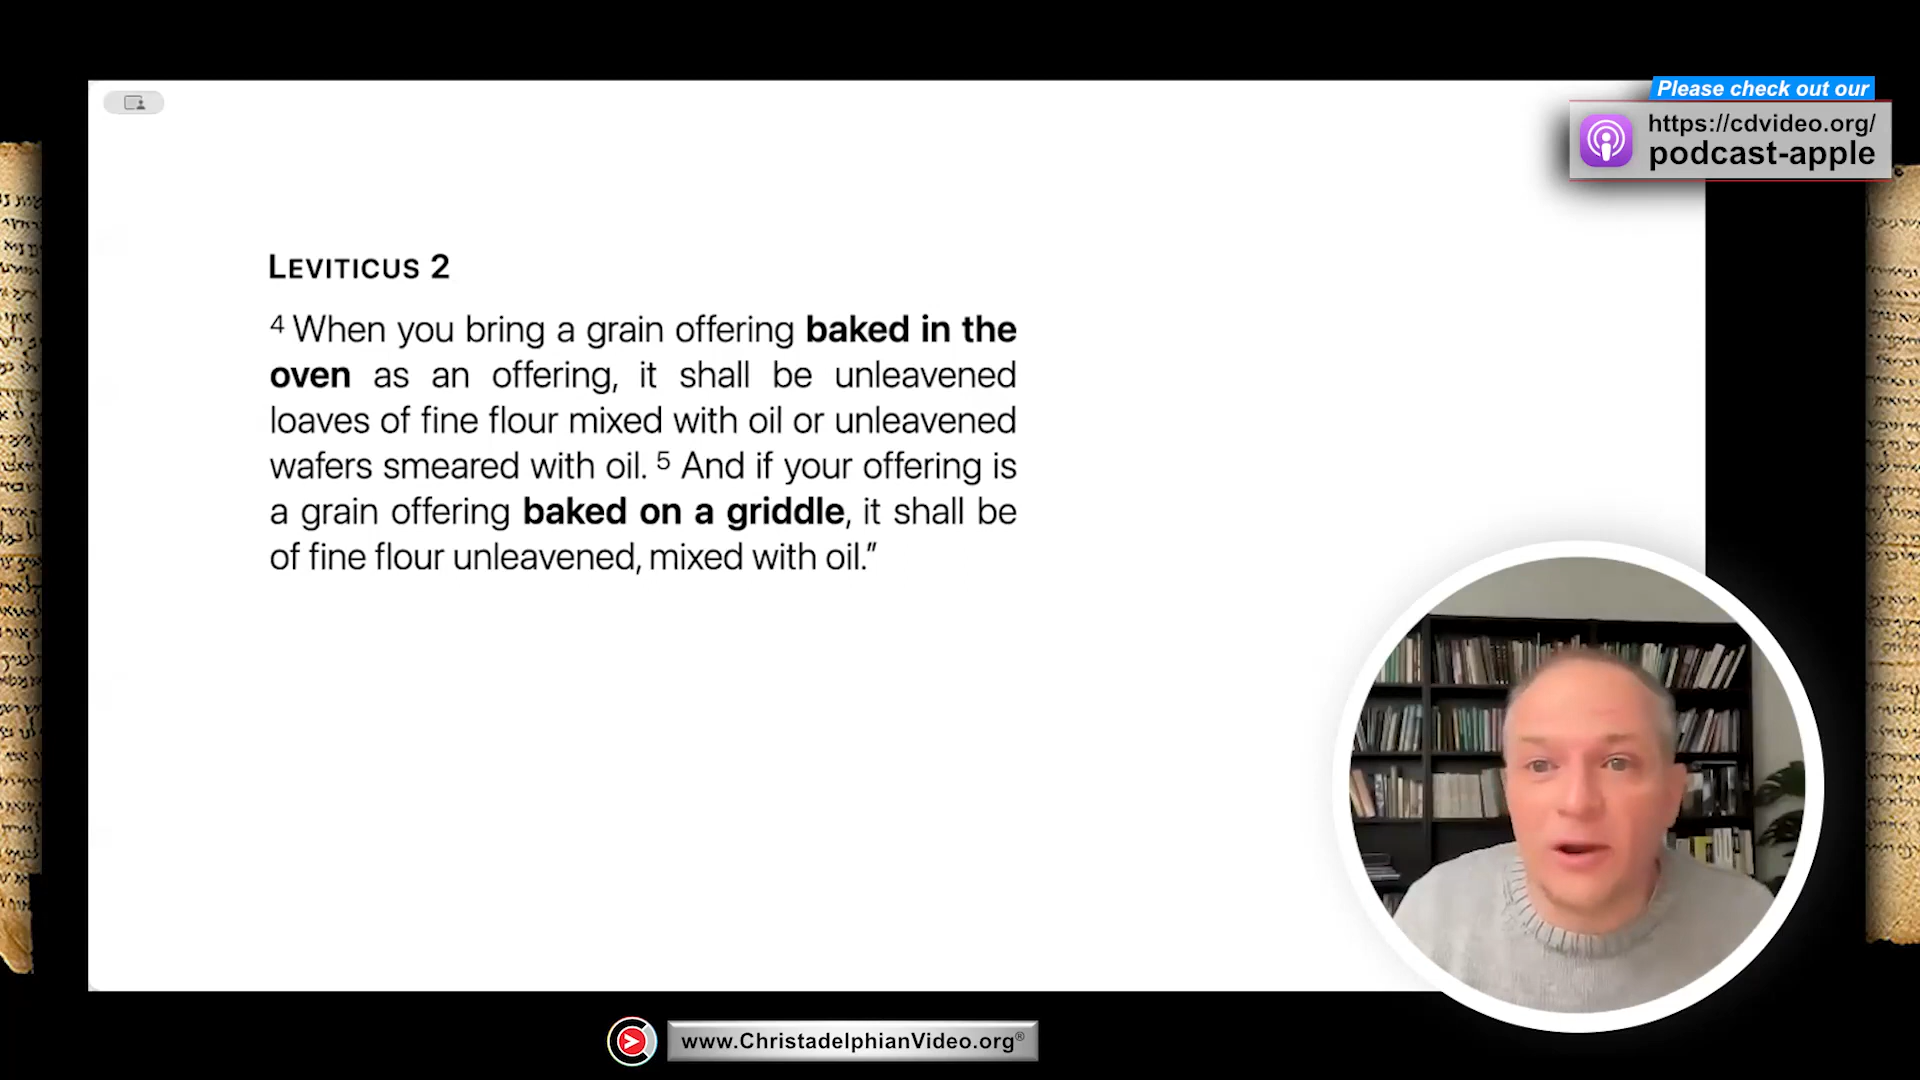 Please check out our
https://cdvideo.org/
podcast-apple
LEVITICUS 2
4 When you bring a grain offering baked in the
oven as an offering, it shall be unleavened
loaves of fine flour mixed with oil or unleavened
wafers smeared with oil. 5 And if your offering is
a grain offering baked on a griddle, it shall be
of fine flour unleavened, mixed with oil.”
www.ChristadelphianVideo.org®